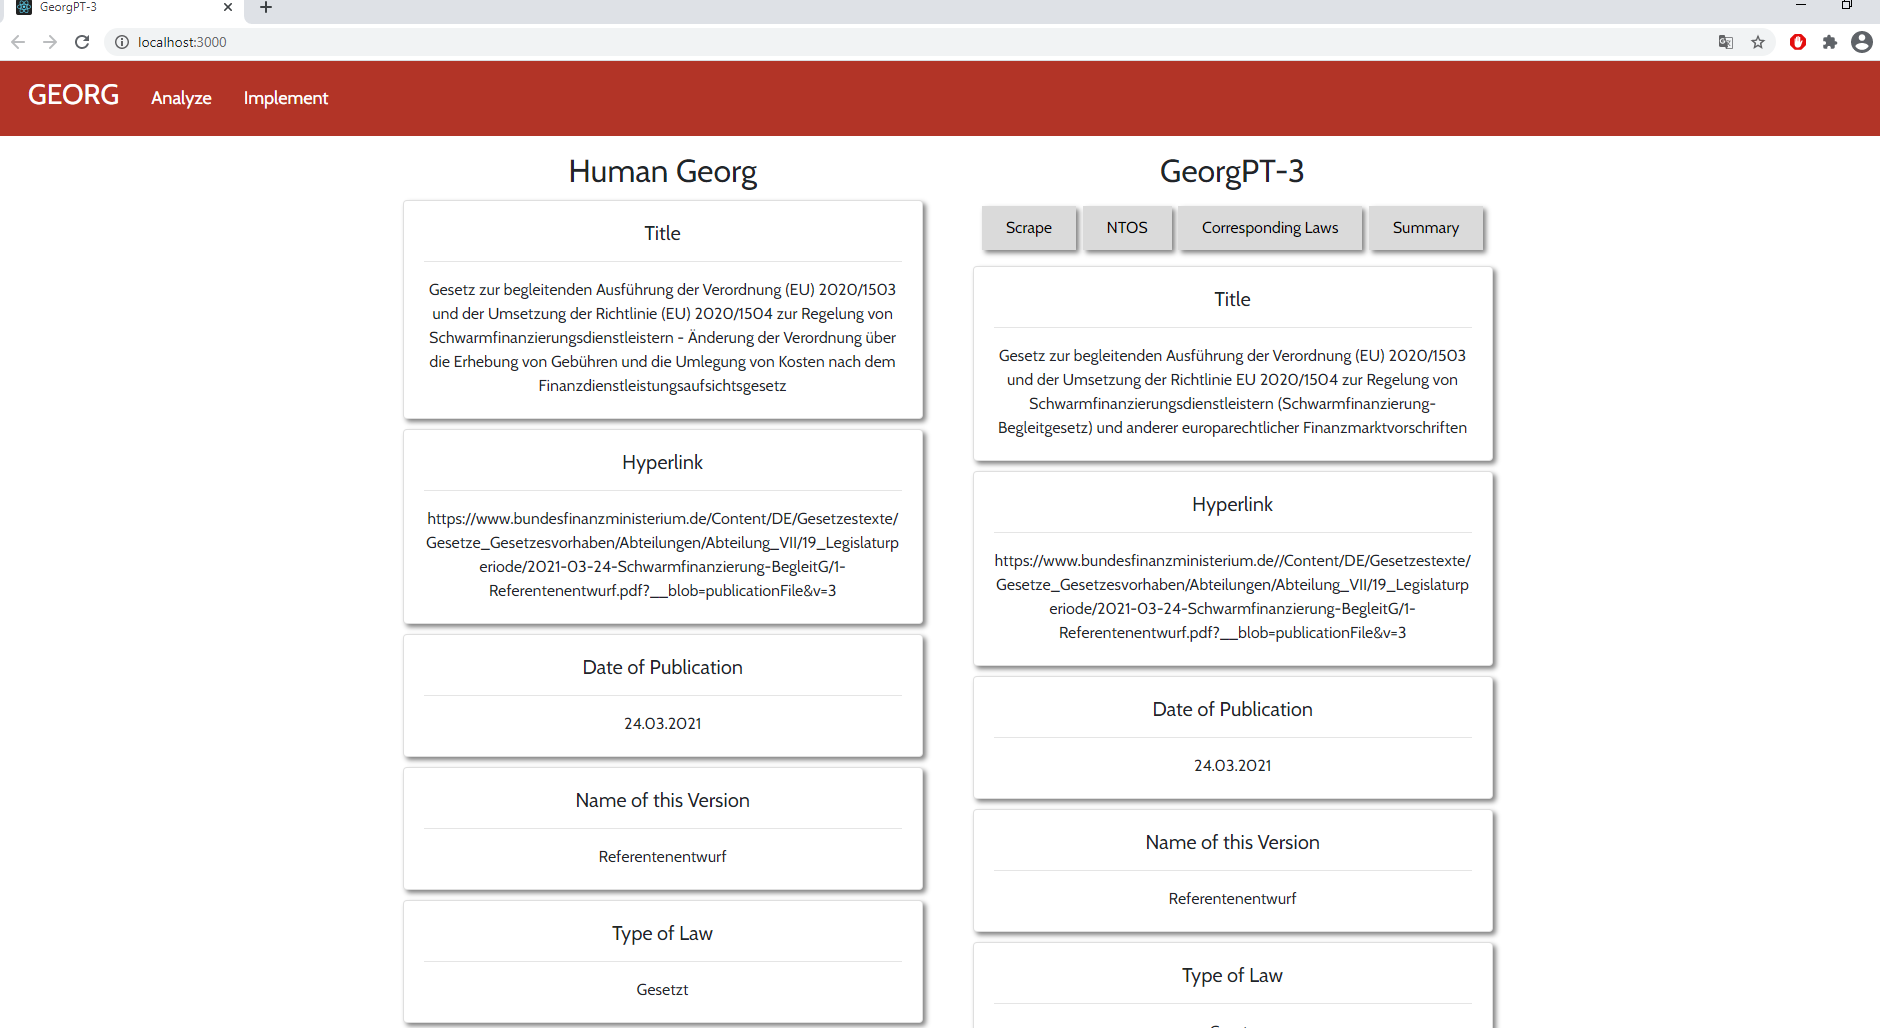 GeorgPT-3
localhost:3000
GEORG Analyze Implement
Human Georg
Title
Gesetz zur begleitenden Ausführung der Verordnung (EU) 2020/1503
und der Umsetzung der Richtlinie (EU) 2020/1504 zur Regelung von
Schwarmfinanzierungsdienstleistern - Änderung der Verordnung über
die Erhebung von Gebühren und die Umlegung von Kosten nach dem
Finanzdienstleistungsaufsichtsgesetz
Hyperlink
https://www.bundesfinanzministerium.de/Content/DE/Gesetzestexte/
Gesetze_Gesetzesvorhaben/Abteilungen/Abteilung_VII/19_Legislaturp
eriode/2021-03-24-Schwarmfinanzierung-BegleitG/1-
Referentenentwurf.pdf?__blob=publicationFile&v=3
Date of Publication
24.03.2021
Name of this Version
Referentenentwurf
Type of Law
Gesetzt
GeorgPT-3
Scrape NTOS Corresponding Laws Summary
Title
Gesetz zur begleitenden Ausführung der Verordnung (EU) 2020/1503
und der Umsetzung der Richtlinie EU 2020/1504 zur Regelung von
Schwarmfinanzierungsdienstleistern (Schwarmfinanzierung-
Begleitgesetz) und anderer europarechtlicher Finanzmarktvorschriften
Hyperlink
https://www.bundesfinanzministerium.de//Content/DE/Gesetzestexte/
Gesetze_Gesetzesvorhaben/Abteilungen/Abteilung_VII/19_Legislaturp
eriode/2021-03-24-Schwarmfinanzierung-BegleitG/1-
Referentenentwurf.pdf?__blob=publicationFile&v=3
Date of Publication
24.03.2021
Name of this Version
Referentenentwurf
Type of Law